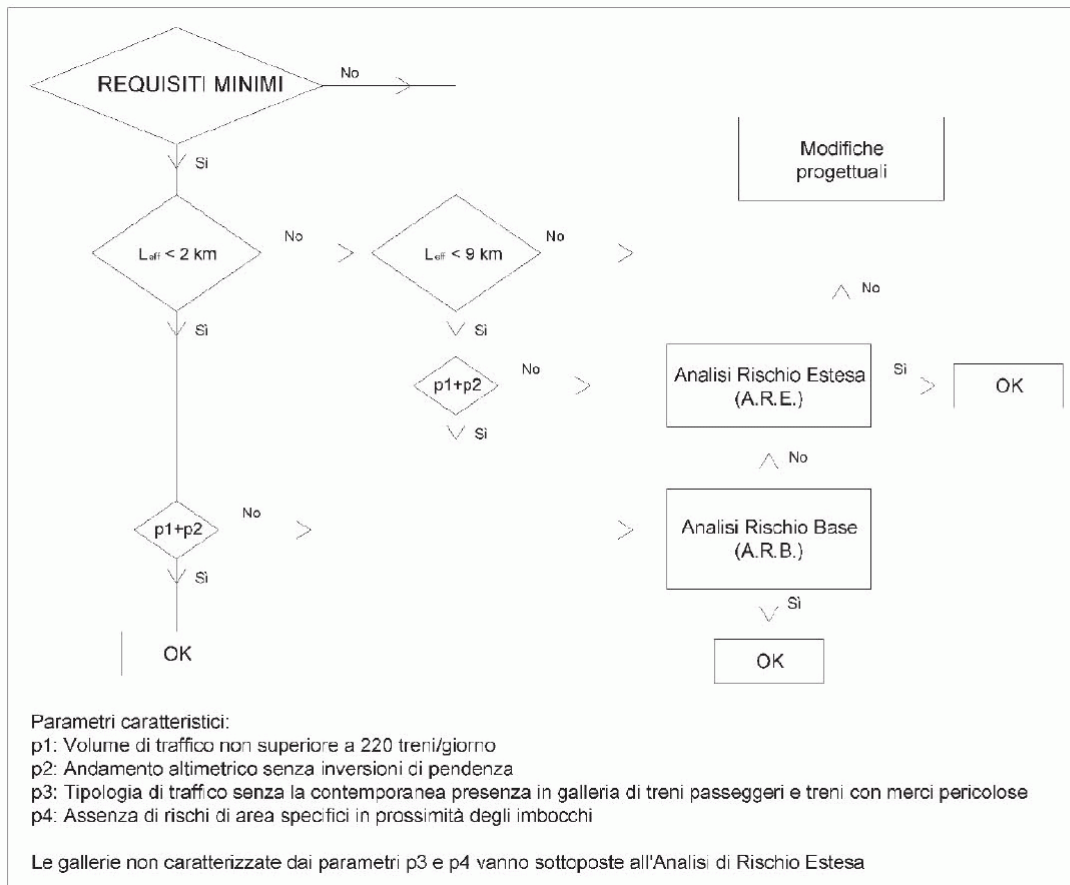 REQUISITI MINIMI
No
Sì
Modifiche
progettuali
Leff < 2 km
No
Leff < 9 km
No
Sì
Sì
No
p1+p2
No
Analisi Rischio Estesa
(A.R.E.)
Sì
OK
Sì
No
p1+p2
No
Analisi Rischio Base
(A.R.B.)
Sì
Sì
OK
OK
Parametri caratteristici:
p1: Volume di traffico non superiore a 220 treni/giorno
p2: Andamento altimetrico senza inversioni di pendenza
p3: Tipologia di traffico senza la contemporanea presenza in galleria di treni passeggeri e treni con merci pericolose
p4: Assenza di rischi di area specifici in prossimità degli imbocchi
Le gallerie non caratterizzate dai parametri p3 e p4 vanno sottoposte all'Analisi di Rischio Estesa